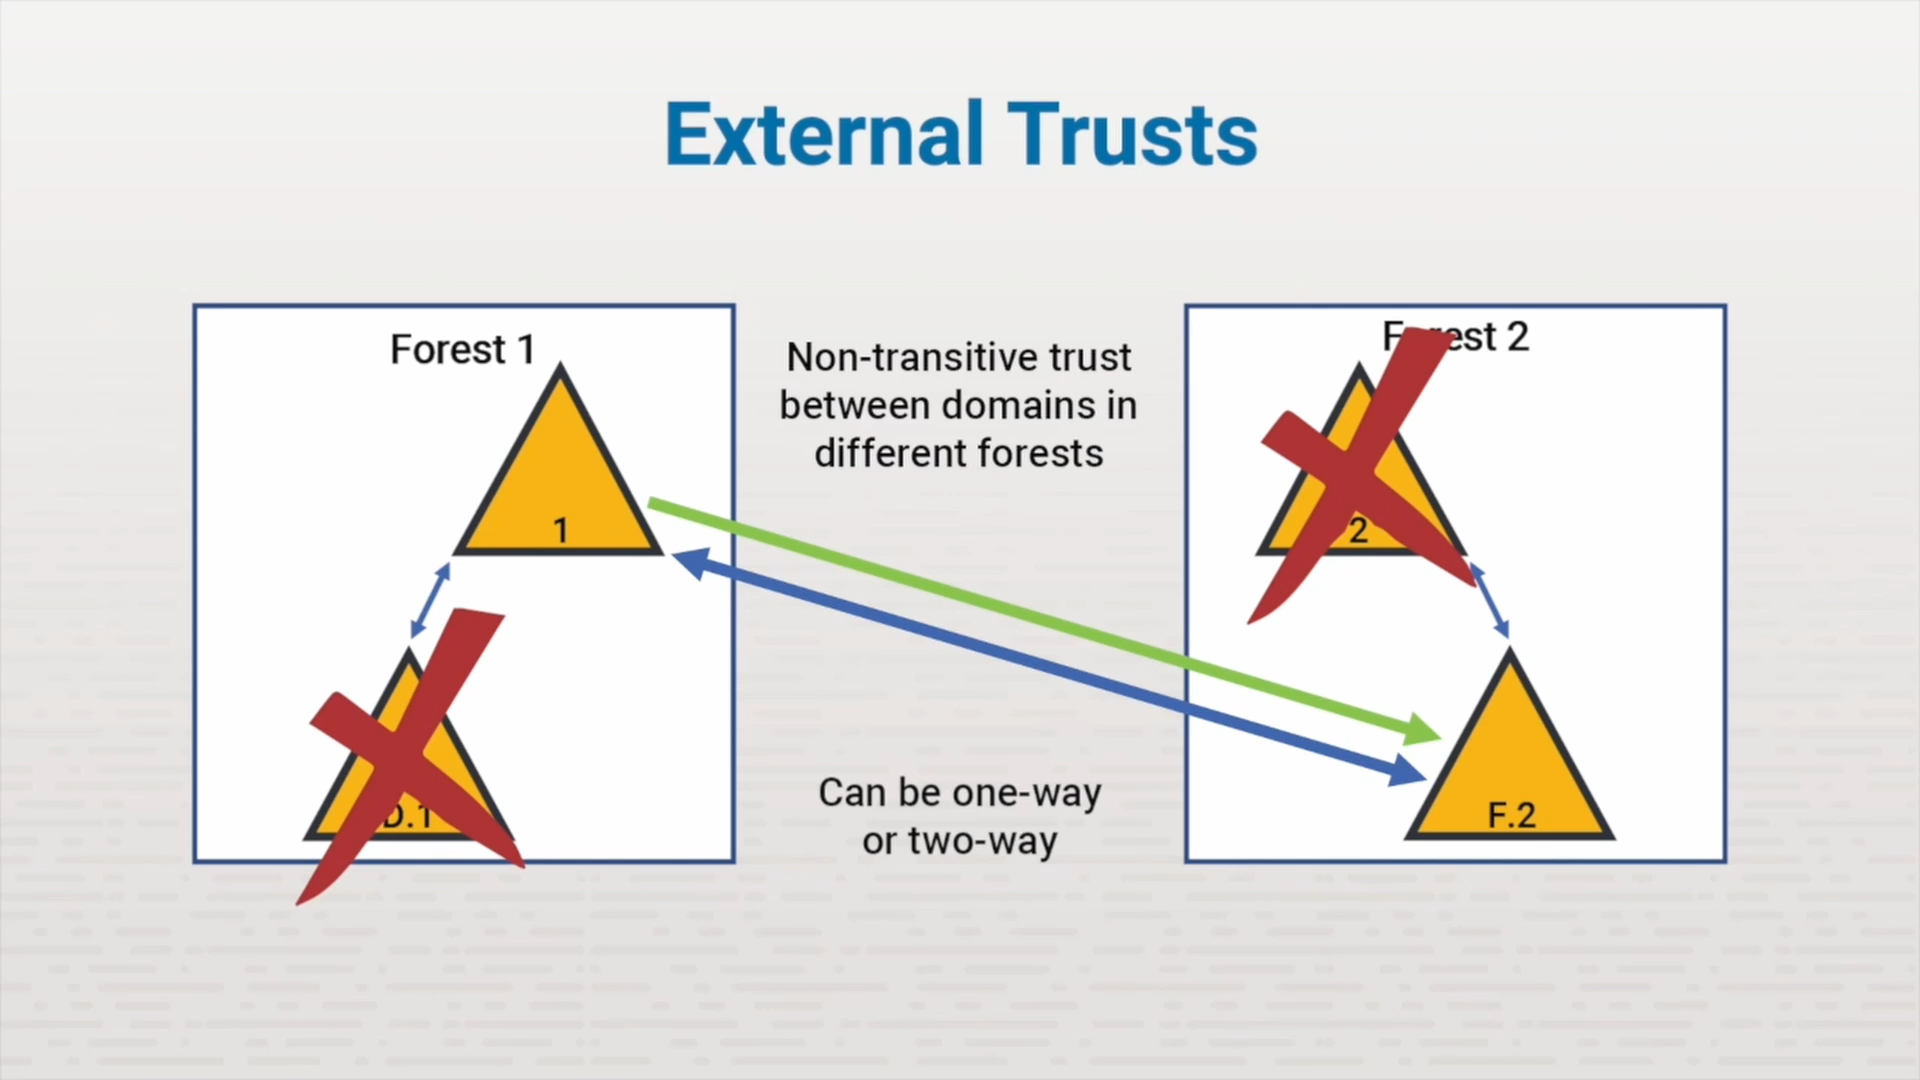 External Trusts
Forest 1
1
D.1
Non-transitive trust
between domains in
different forests
Can be one-way
or two-way
Forest 2
2
F.2